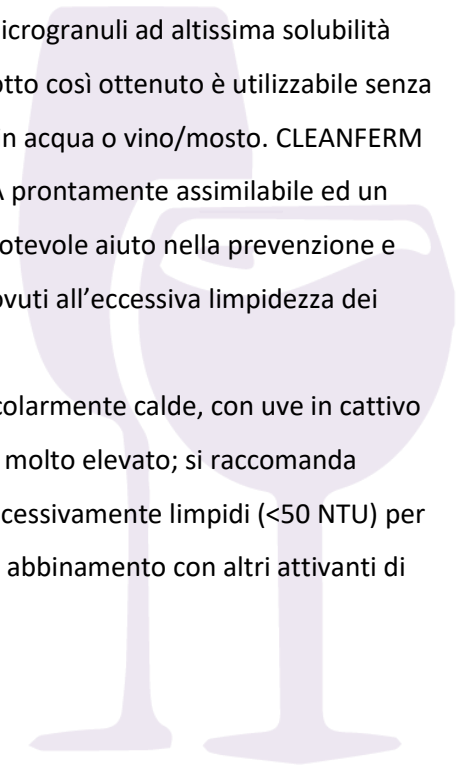 icrogranuli ad altissima solubilità
otto così ottenuto è utilizzabile senza
n acqua o vino/mosto. CLEANFERM
prontamente assimilabile ed un
otevole aiuto nella prevenzione e
ovuti all’eccessiva limpidezza dei
colarmente calde, con uve in cattivo
molto elevato; si raccomanda
ccessivamente limpidi (<50 NTU) per
abbinamento con altri attivanti di